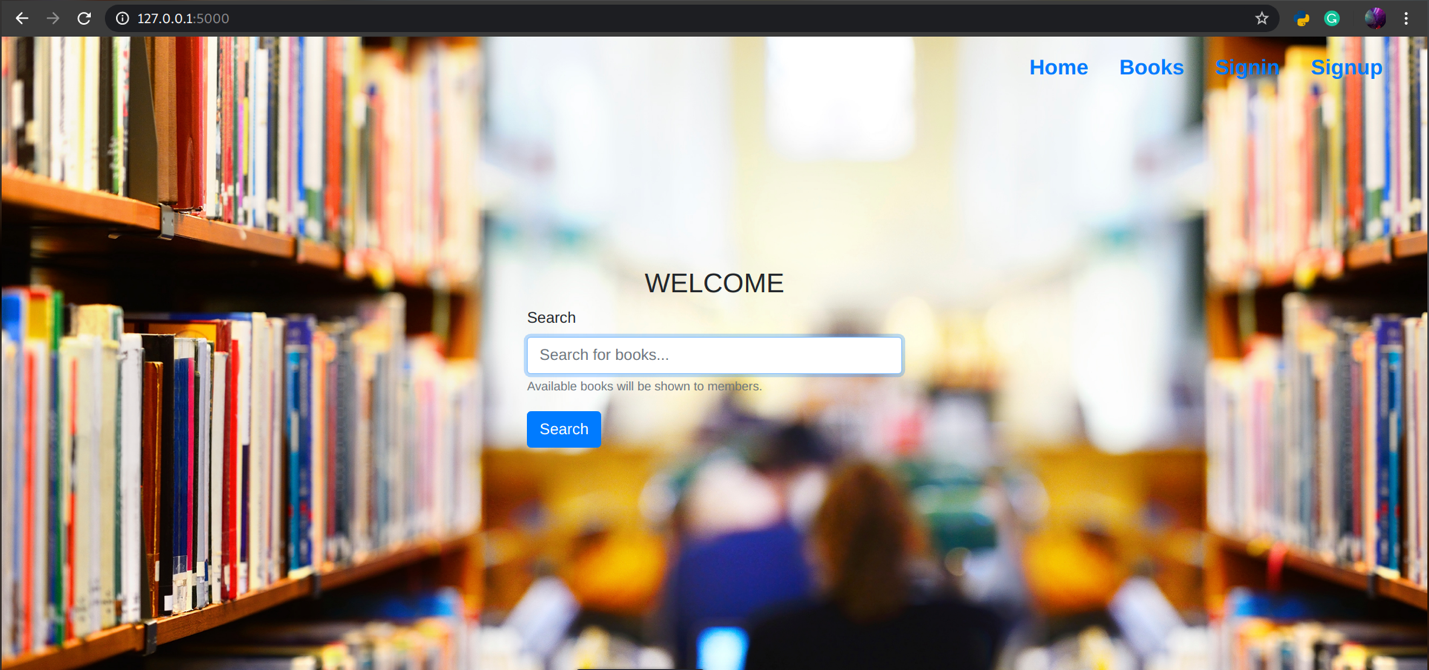 127.0.0.1:5000
Home Books Signin Signup
WELCOME
Search
Search for books...
Available books will be shown to members.
Search